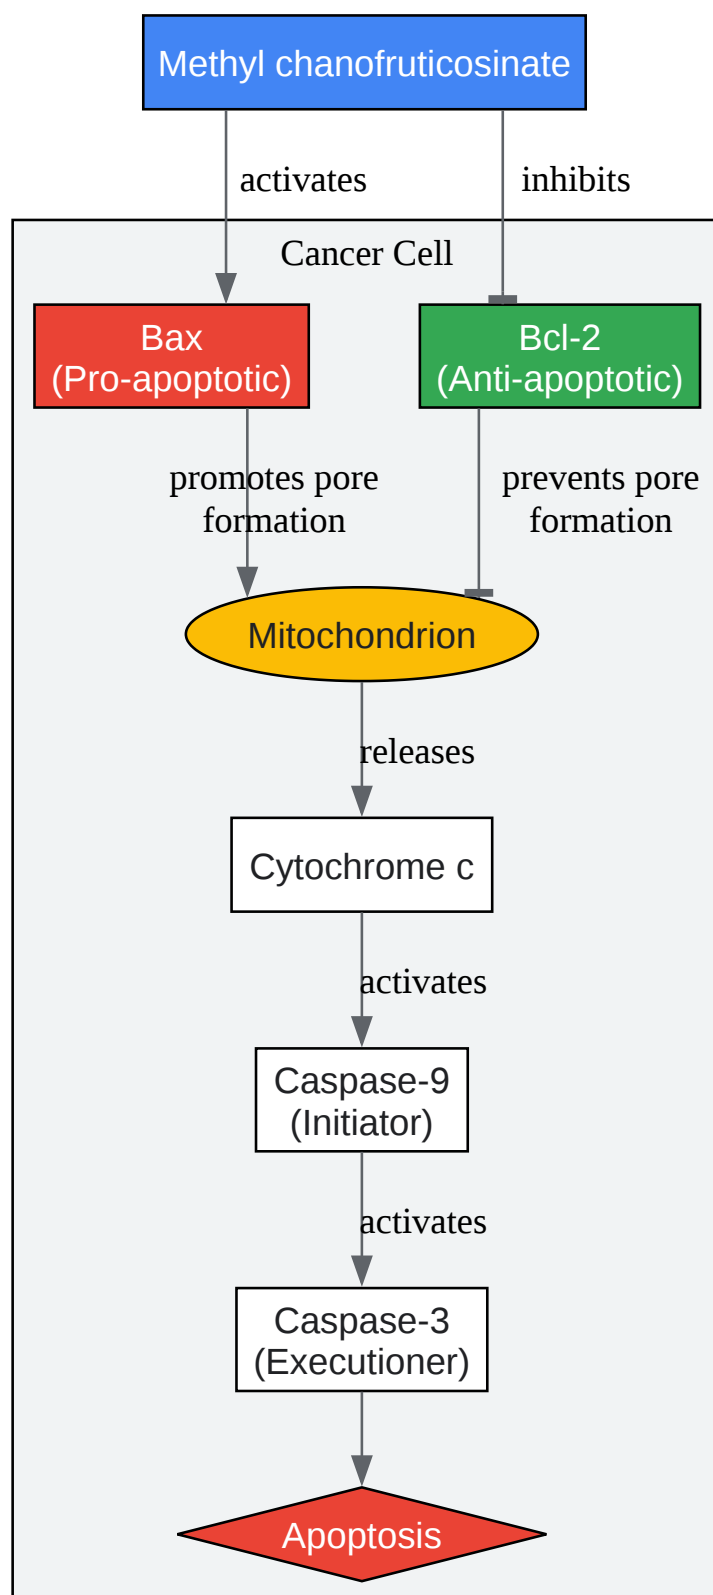 Methyl chanofruticosinate
activates
inhibits
Cancer Cell
Bax
(Pro-apoptotic)
Bcl-2
(Anti-apoptotic)
promotes pore
formation
prevents pore
formation
Mitochondrion
releases
Cytochrome c
activates
Caspase-9
(Initiator)
activates
Caspase-3
(Executioner)
Apoptosis